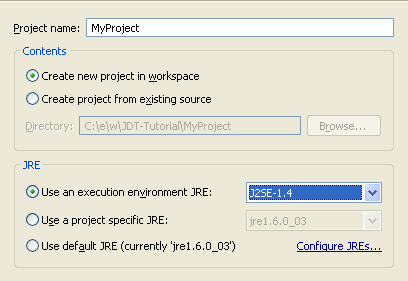 Project name: MyProject
Contents
Create new project in workspace
Create project from existing source
Directory: C:\e\w\JDT-Tutorial\MyProject Browse...
JRE
Use an execution environment JRE: J2SE-1.4
Use a project specific JRE: jre1.6.0_03
Use default JRE (currently 'jre1.6.0_03') Configure JREs...